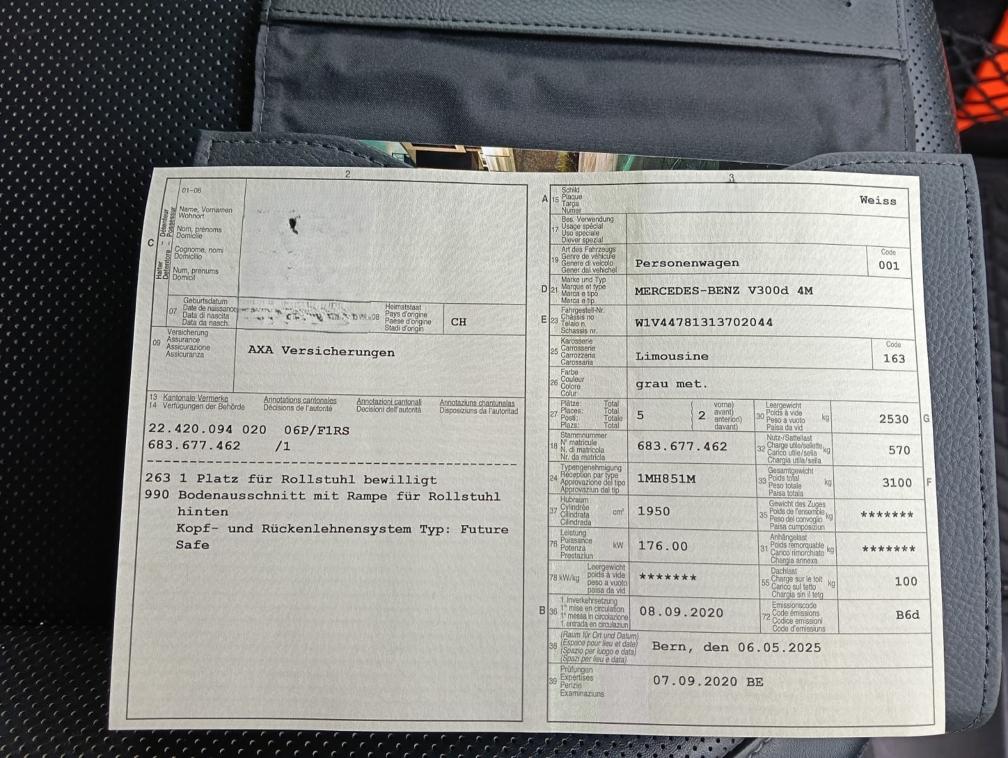 2
01-06
C
Halter
Détenteur
Detentore
Possessur
Name, Vornamen
Wohnort
Nom, prénoms
Domicile
Cognome, nomi
Domicilio
Num, prenums
Domicil
07
Geburtsdatum
Date de naissance
Data di nascita
Data da nasch.
08
Heimatstaat
Pays d'origine
Paese d'origine
Stadi d'origin
CH
09
Versicherung
Assurance
Assicurazione
Assicuranza
AXA Versicherungen
13 Kantonale Vermerke Annotations cantonales Annotazioni cantonali Annotaziuns chantunalas
14 Verfügungen der Behörde Décisions de l'autorité Decisioni dell'autorità Disposiziuns da l'autoritad
22.420.094 020 06P/F1RS
683.677.462 /1
263 1 Platz für Rollstuhl bewilligt
990 Bodenausschnitt mit Rampe für Rollstuhl
hinten
Kopf- und Rückenlehnensystem Typ: Future
Safe
3
A 15
Schild
Plaque
Targa
Numer
Weiss
17
Bes. Verwendung
Usage spécial
Uso speciale
Diever spezial
19
Art des Fahrzeugs
Genre de véhicule
Genere di veicolo
Gener dal vehichel
Personenwagen
Code
001
D 21
Marke und Typ
Marque et type
Marca e tipo
Marca e tip
MERCEDES-BENZ V300d 4M
E 23
Fahrgestell-Nr.
Châssis no
Telaio n.
Schassis nr.
W1V44781313702044
25
Karosserie
Carrosserie
Carrozzeria
Carossaria
Limousine
Code
163
26
Farbe
Couleur
Colore
Colur
grau met.
27
Plätze: Total
Places: Total
Posti: Totale
Plazs: Total
5
2
vorne)
avant)
anteriori)
davant)
30
Leergewicht
Poids à vide
Peso a vuoto
Paisa da vid
kg
2530
G
18
Stammnummer
N° matricule
N. di matricola
Nr. da matricla
683.677.462
32
Nutz-/Sattellast
Charge utile/sellette
Carico utile/sella
Chargia utila/sella
kg
570
24
Typengenehmigung
Réception par type
Approvazione del tipo
Approvaziun dal tip
1MH851M
33
Gesamtgewicht
Poids total
Peso totale
Paisa totala
kg
3100
F
37
Hubraum
Cylindrée
Cilindrata
Cilindrada
cm³
1950
35
Gewicht des Zuges
Poids de l'ensemble
Peso del convoglio
Paisa cumposiziun
kg
*******
76
Leistung
Puissance
Potenza
Prestaziun
kW
176.00
31
Anhängelast
Poids remorquable
Carico rimorchiato
Chargia annexa
kg
*******
78 kW/kg
Leergewicht
poids à vide
peso a vuoto
paisa da vid
*******
55
Dachlast
Charge sur le toit
Carico sul tetto
Chargia sin il tetg
kg
100
B 36
1. Inverkehrsetzung
1re mise en circulation
1a messa in circolazione
1. entrada en circulaziun
08.09.2020
72
Emissionscode
Code émissions
Codice emissioni
Code d'emissiuns
B6d
38
(Raum für Ort und Datum)
(Espace pour lieu et date)
(Spazio per luogo e data)
(Spazi per lieu e data)
Bern, den 06.05.2025
39
Prüfungen
Expertises
Perizie
Examinaziuns
07.09.2020 BE